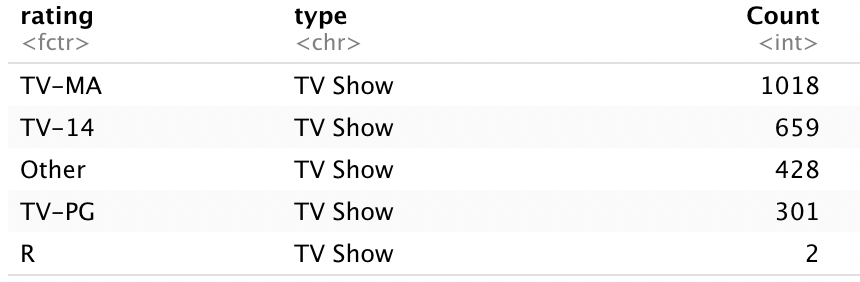 rating type Count
<fctr> <chr> <int>
TV-MA TV Show 1018
TV-14 TV Show 659
Other TV Show 428
TV-PG TV Show 301
R TV Show 2